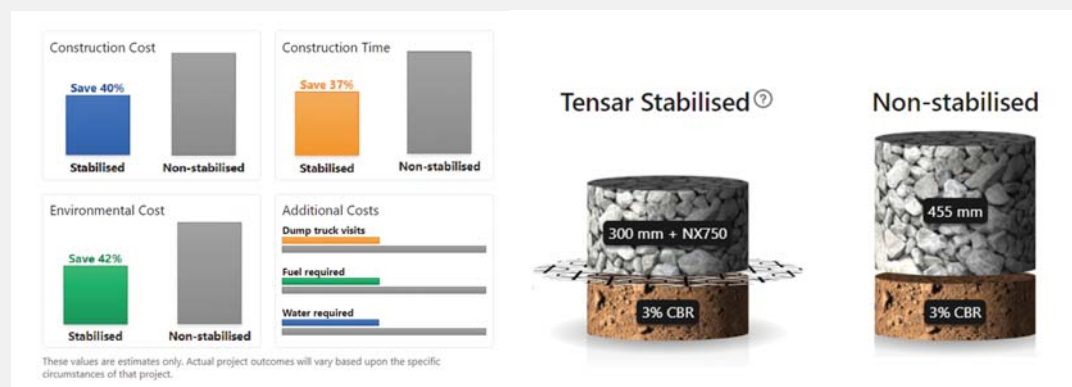 Construction Cost
Save 40%
Stabilised
Non-stabilised
Construction Time
Save 37%
Stabilised
Non-stabilised
Environmental Cost
Save 42%
Stabilised
Non-stabilised
Additional Costs
Dump truck visits
Fuel required
Water required
These values are estimates only. Actual project outcomes will vary based upon the specific
circumstances of that project.
Tensar Stabilised ?
300 mm + NX750
3% CBR
Non-stabilised
455 mm
3% CBR